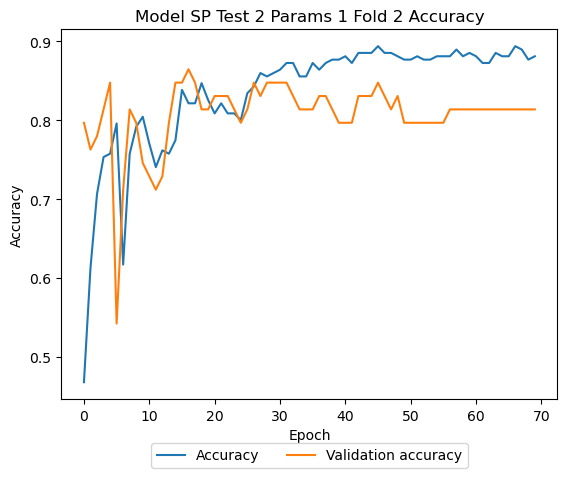 Model SP Test 2 Params 1 Fold 2 Accuracy
0.9
0.8
0.7
0.6
0.5
Accuracy
0 10 20 30 40 50 60 70
Epoch
Accuracy Validation accuracy